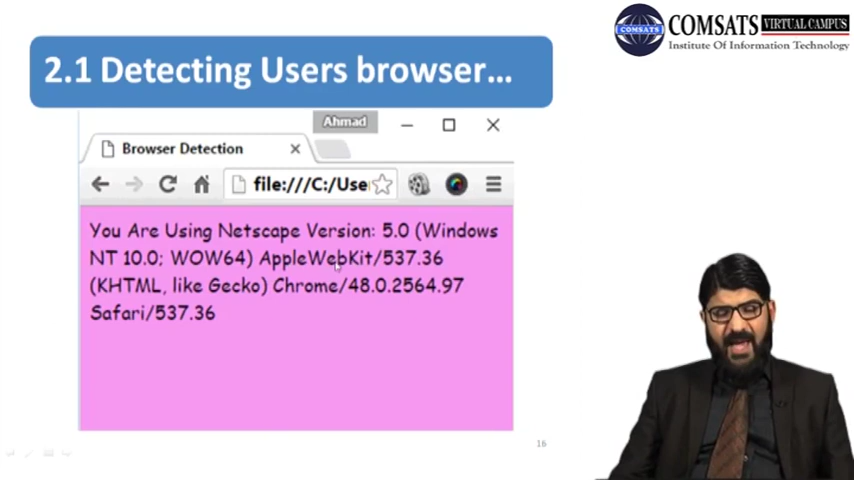 COMSATS VIRTUAL CAMPUS
COMSATS
Institute Of Information Technology
2.1 Detecting Users browser...
Ahmad
Browser Detection
file:///C:/Use
You Are Using Netscape Version: 5.0 (Windows
NT 10.0; WOW64) AppleWebKit/537.36
(KHTML, like Gecko) Chrome/48.0.2564.97
Safari/537.36
16